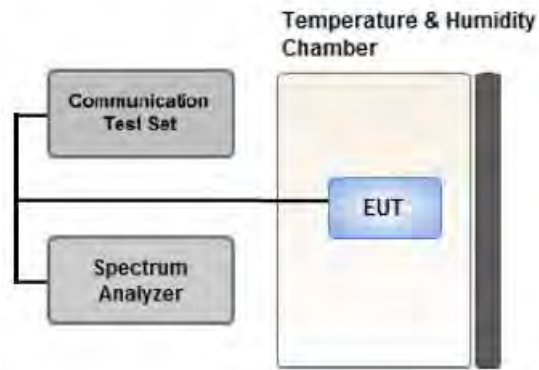 Temperature & Humidity
Chamber
Communication
Test Set
EUT
Spectrum
Analyzer